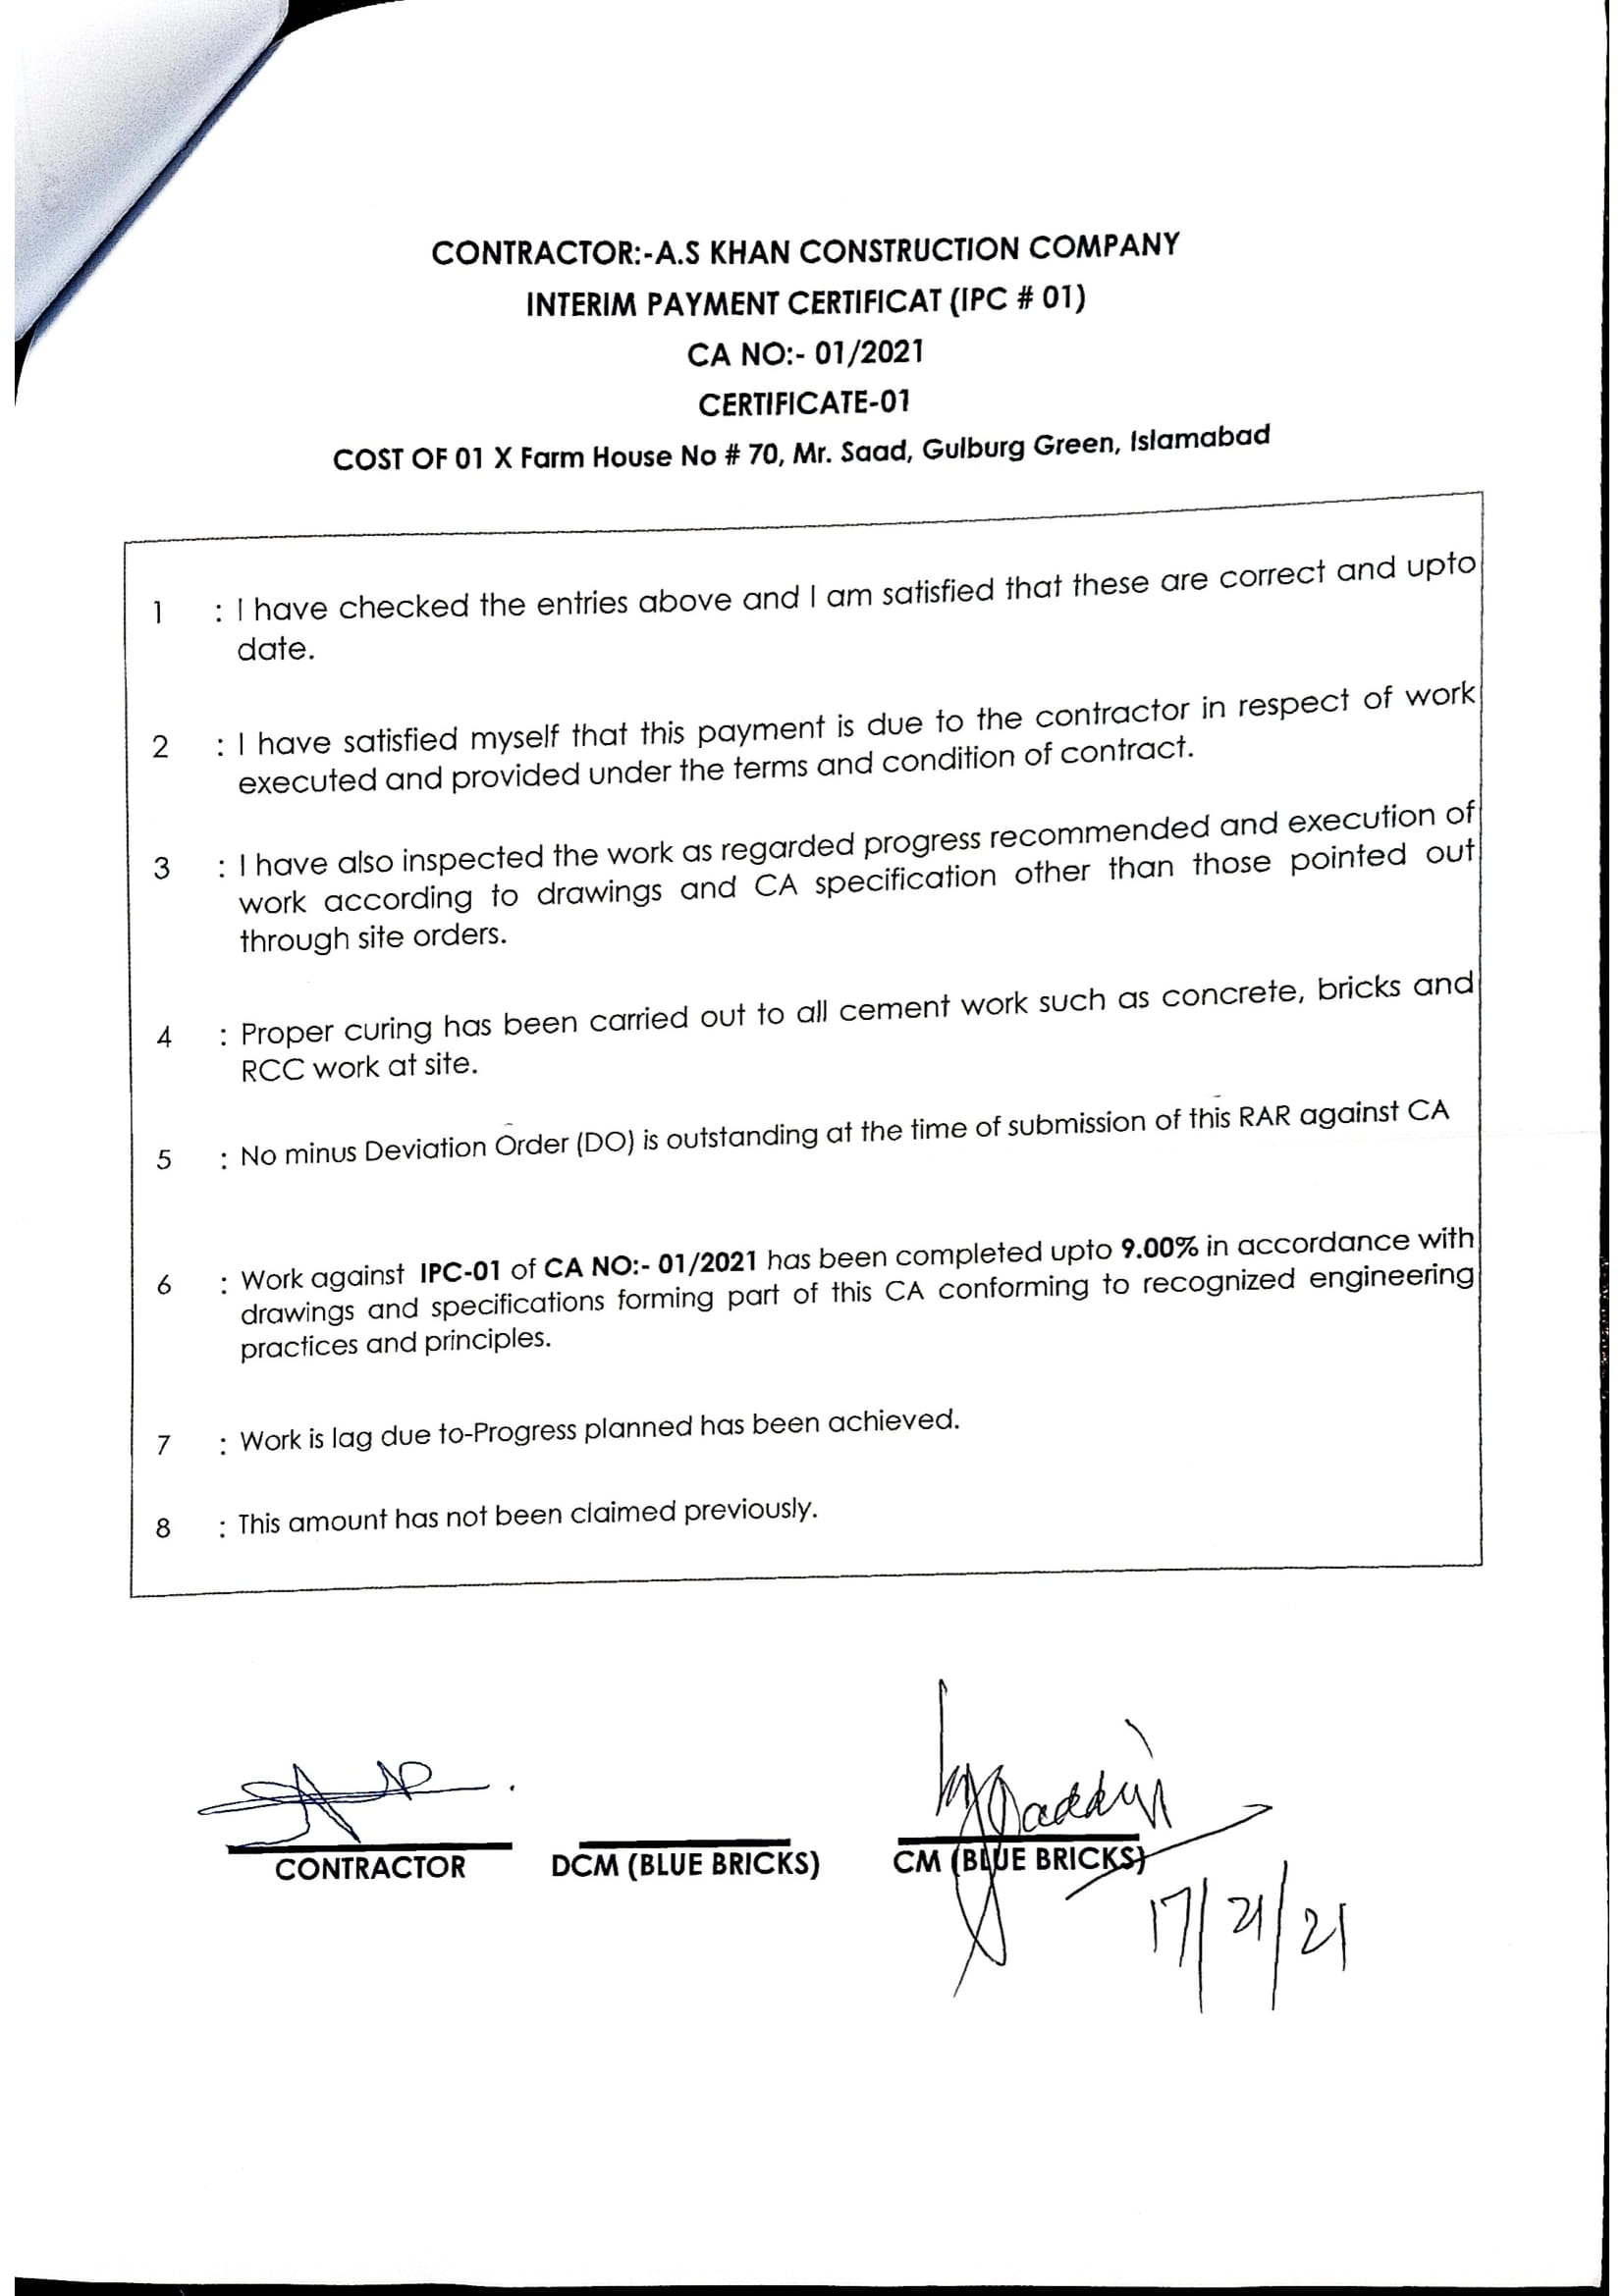 CONTRACTOR:-A.S KHAN CONSTRUCTION COMPANY
INTERIM PAYMENT CERTIFICAT (IPC # 01)
CA NO:- 01/2021
CERTIFICATE-01
COST OF 01 X Farm House No # 70, Mr. Saad, Gulburg Green, Islamabad
1 : I have checked the entries above and I am satisfied that these are correct and upto
date.
2 : I have satisfied myself that this payment is due to the contractor in respect of work
executed and provided under the terms and condition of contract.
3 : I have also inspected the work as regarded progress recommended and execution of
work according to drawings and CA specification other than those pointed out
through site orders.
4 : Proper curing has been carried out to all cement work such as concrete, bricks and
RCC work at site.
5 : No minus Deviation Order (DO) is outstanding at the time of submission of this RAR against CA
6 : Work against IPC-01 of CA NO:- 01/2021 has been completed upto 9.00% in accordance with
drawings and specifications forming part of this CA conforming to recognized engineering
practices and principles.
7 : Work is lag due to-Progress planned has been achieved.
8 : This amount has not been claimed previously.
CONTRACTOR DCM (BLUE BRICKS) CM (BLUE BRICKS)
17/21/21